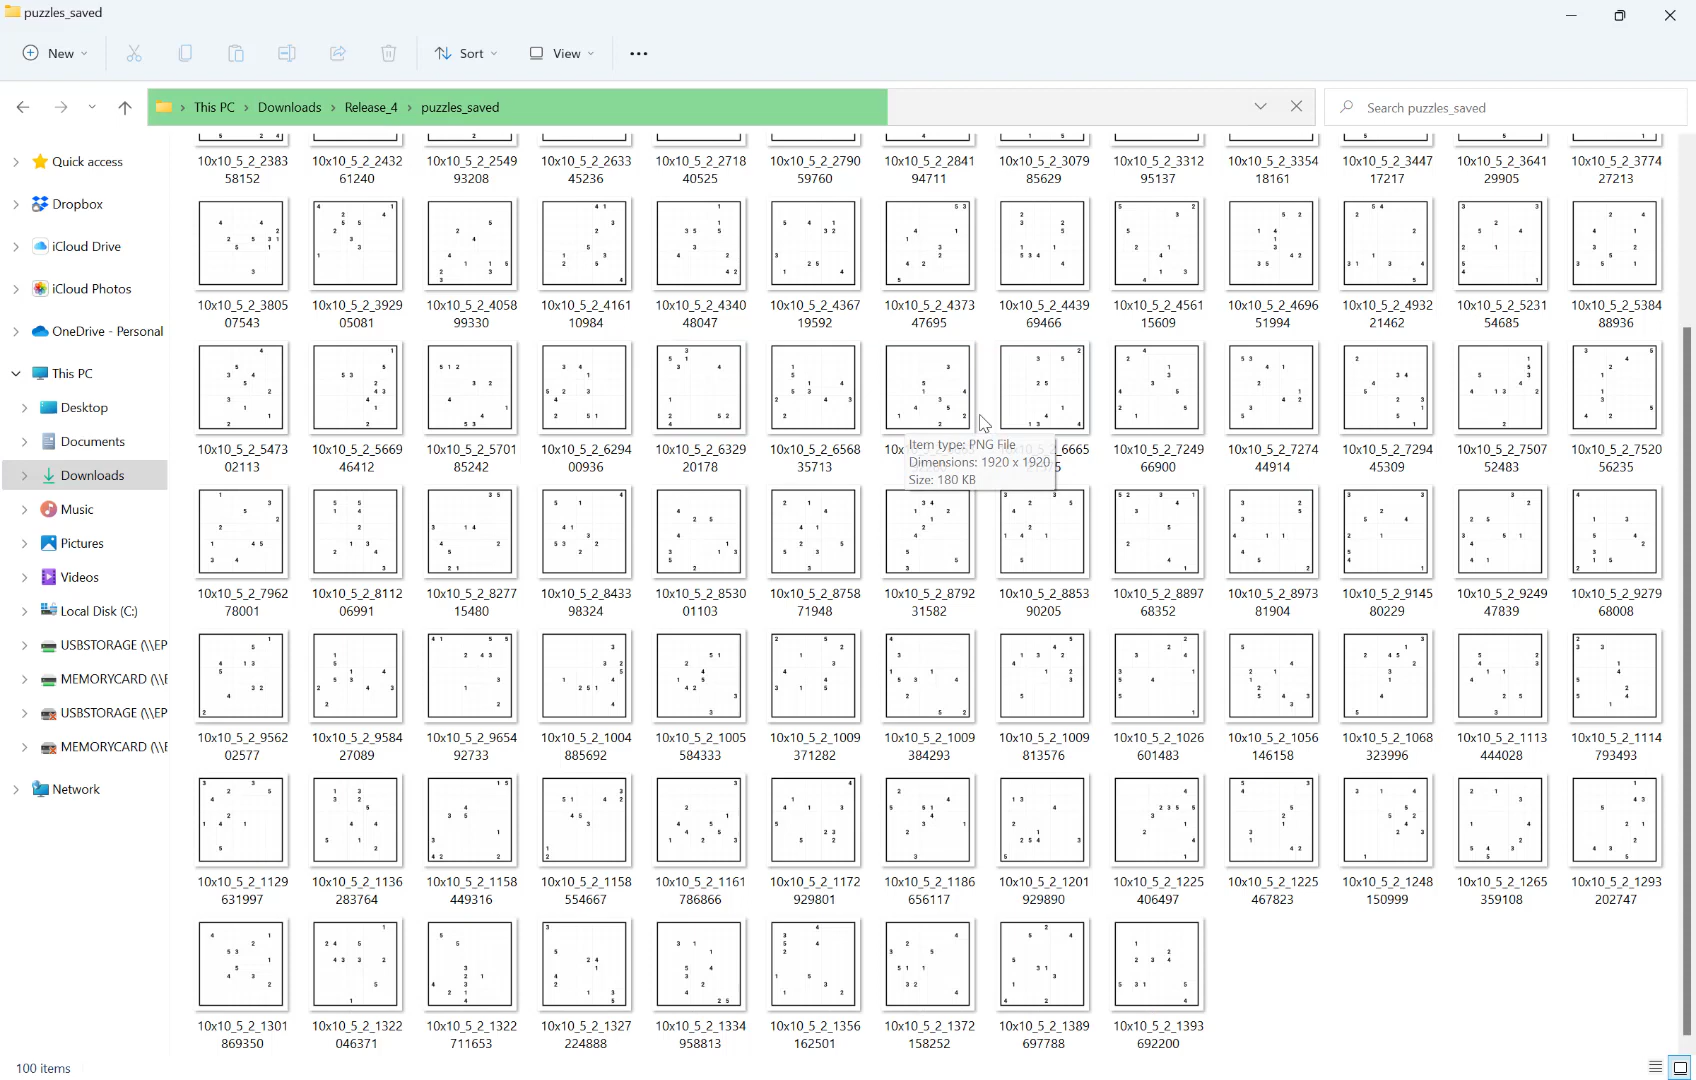 puzzles_saved
New
Sort
View
This PC > Downloads > Release_4 > puzzles_saved
Search puzzles_saved
Quick access
Dropbox
iCloud Drive
iCloud Photos
OneDrive - Personal
This PC
Desktop
Documents
Downloads
Music
Pictures
Videos
Local Disk (C:)
USBSTORAGE (\\EP
MEMORYCARD (\\E
USBSTORAGE (\\EP
MEMORYCARD (\\E
Network
10x10_5_2_2383 10x10_5_2_2432 10x10_5_2_2549 10x10_5_2_2633 10x10_5_2_2718 10x10_5_2_2790 10x10_5_2_2841 10x10_5_2_3079 10x10_5_2_3312 10x10_5_2_3354 10x10_5_2_3447 10x10_5_2_3641 10x10_5_2_3774
58152 61240 93208 45236 40525 59760 94711 85629 95137 18161 17217 29905 27213
10x10_5_2_3805 10x10_5_2_3929 10x10_5_2_4058 10x10_5_2_4161 10x10_5_2_4340 10x10_5_2_4367 10x10_5_2_4373 10x10_5_2_4439 10x10_5_2_4561 10x10_5_2_4696 10x10_5_2_4932 10x10_5_2_5231 10x10_5_2_5384
07543 05081 99330 10984 48047 19592 47695 69466 15609 51994 21462 54685 88936
10x10_5_2_5473 10x10_5_2_5669 10x10_5_2_5701 10x10_5_2_6294 10x10_5_2_6329 10x10_5_2_6568 10x 6665 10x10_5_2_7249 10x10_5_2_7274 10x10_5_2_7294 10x10_5_2_7507 10x10_5_2_7520
02113 46412 85242 00936 20178 35713 5 66900 44914 45309 52483 56235
Item type: PNG File
Dimensions: 1920 x 1920
Size: 180 KB
10x10_5_2_7962 10x10_5_2_8112 10x10_5_2_8277 10x10_5_2_8433 10x10_5_2_8530 10x10_5_2_8758 10x10_5_2_8792 10x10_5_2_8853 10x10_5_2_8897 10x10_5_2_8973 10x10_5_2_9145 10x10_5_2_9249 10x10_5_2_9279
78001 06991 15480 98324 01103 71948 31582 90205 68352 81904 80229 47839 68008
10x10_5_2_9562 10x10_5_2_9584 10x10_5_2_9654 10x10_5_2_1004 10x10_5_2_1005 10x10_5_2_1009 10x10_5_2_1009 10x10_5_2_1009 10x10_5_2_1026 10x10_5_2_1056 10x10_5_2_1068 10x10_5_2_1113 10x10_5_2_1114
02577 27089 92733 885692 584333 371282 384293 813576 601483 146158 323996 444028 793493
10x10_5_2_1129 10x10_5_2_1136 10x10_5_2_1158 10x10_5_2_1158 10x10_5_2_1161 10x10_5_2_1172 10x10_5_2_1186 10x10_5_2_1201 10x10_5_2_1225 10x10_5_2_1225 10x10_5_2_1248 10x10_5_2_1265 10x10_5_2_1293
631997 283764 449316 554667 786866 929801 656117 929890 406497 467823 150999 359108 202747
10x10_5_2_1301 10x10_5_2_1322 10x10_5_2_1322 10x10_5_2_1327 10x10_5_2_1334 10x10_5_2_1356 10x10_5_2_1372 10x10_5_2_1389 10x10_5_2_1393
869350 046371 711653 224888 958813 162501 158252 697788 692200
100 items